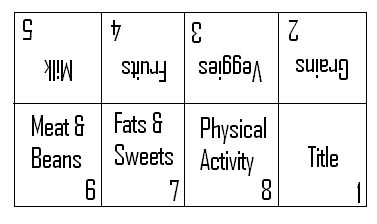 5 4 3 2
Milk Fruits Veggies Grains
Meat & Beans
6
Fats & Sweets
7
Physical Activity
8
Title
1